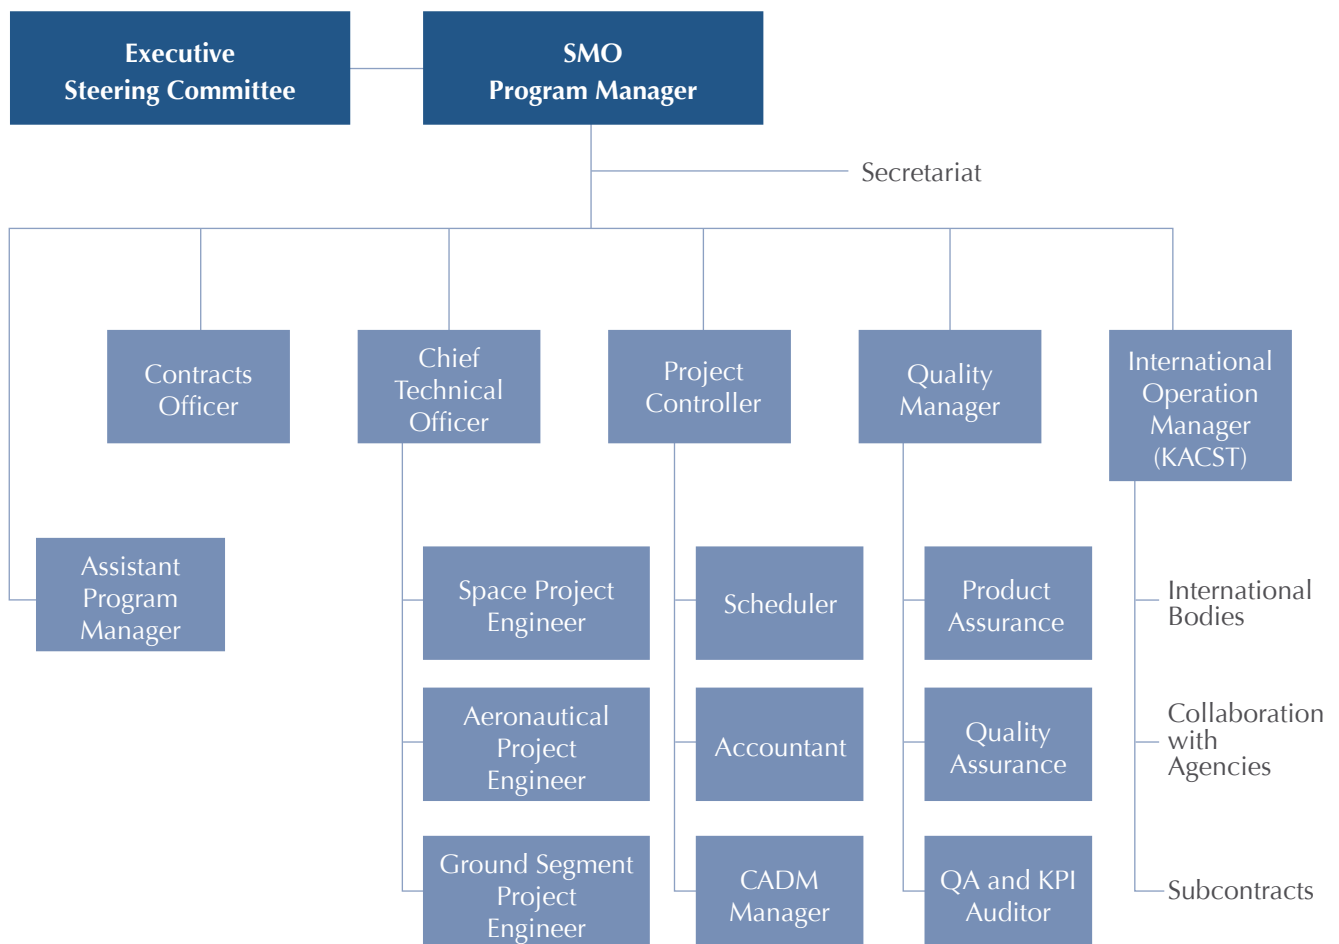 Executive
Steering Committee
SMO
Program Manager
Secretariat
Contracts
Officer
Chief
Technical
Officer
Project
Controller
Quality
Manager
International
Operation
Manager
(KACST)
Assistant
Program
Manager
Space Project
Engineer
Scheduler
Product
Assurance
International
Bodies
Aeronautical
Project
Engineer
Accountant
Quality
Assurance
Collaboration
with
Agencies
Ground Segment
Project
Engineer
CADM
Manager
QA and KPI
Auditor
Subcontracts